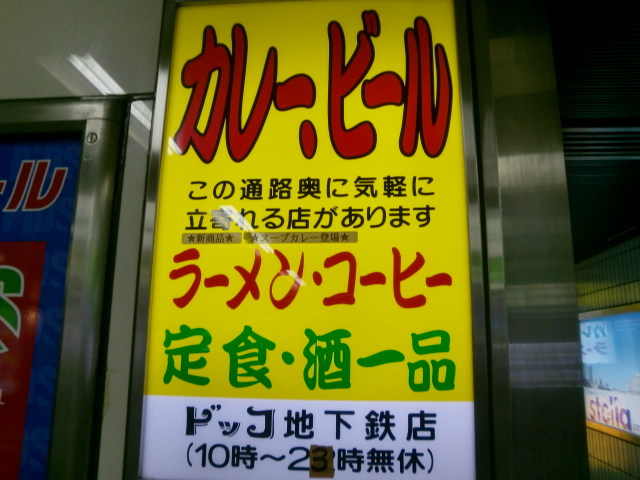 カレー、ビール
この通路奥に気軽に
立寄れる店があります
★新商品★ ★スープカレー登場★
ラーメン・コーヒー
定食・酒一品
ドッコ地下鉄店
(10時～23時無休)
ール
stella